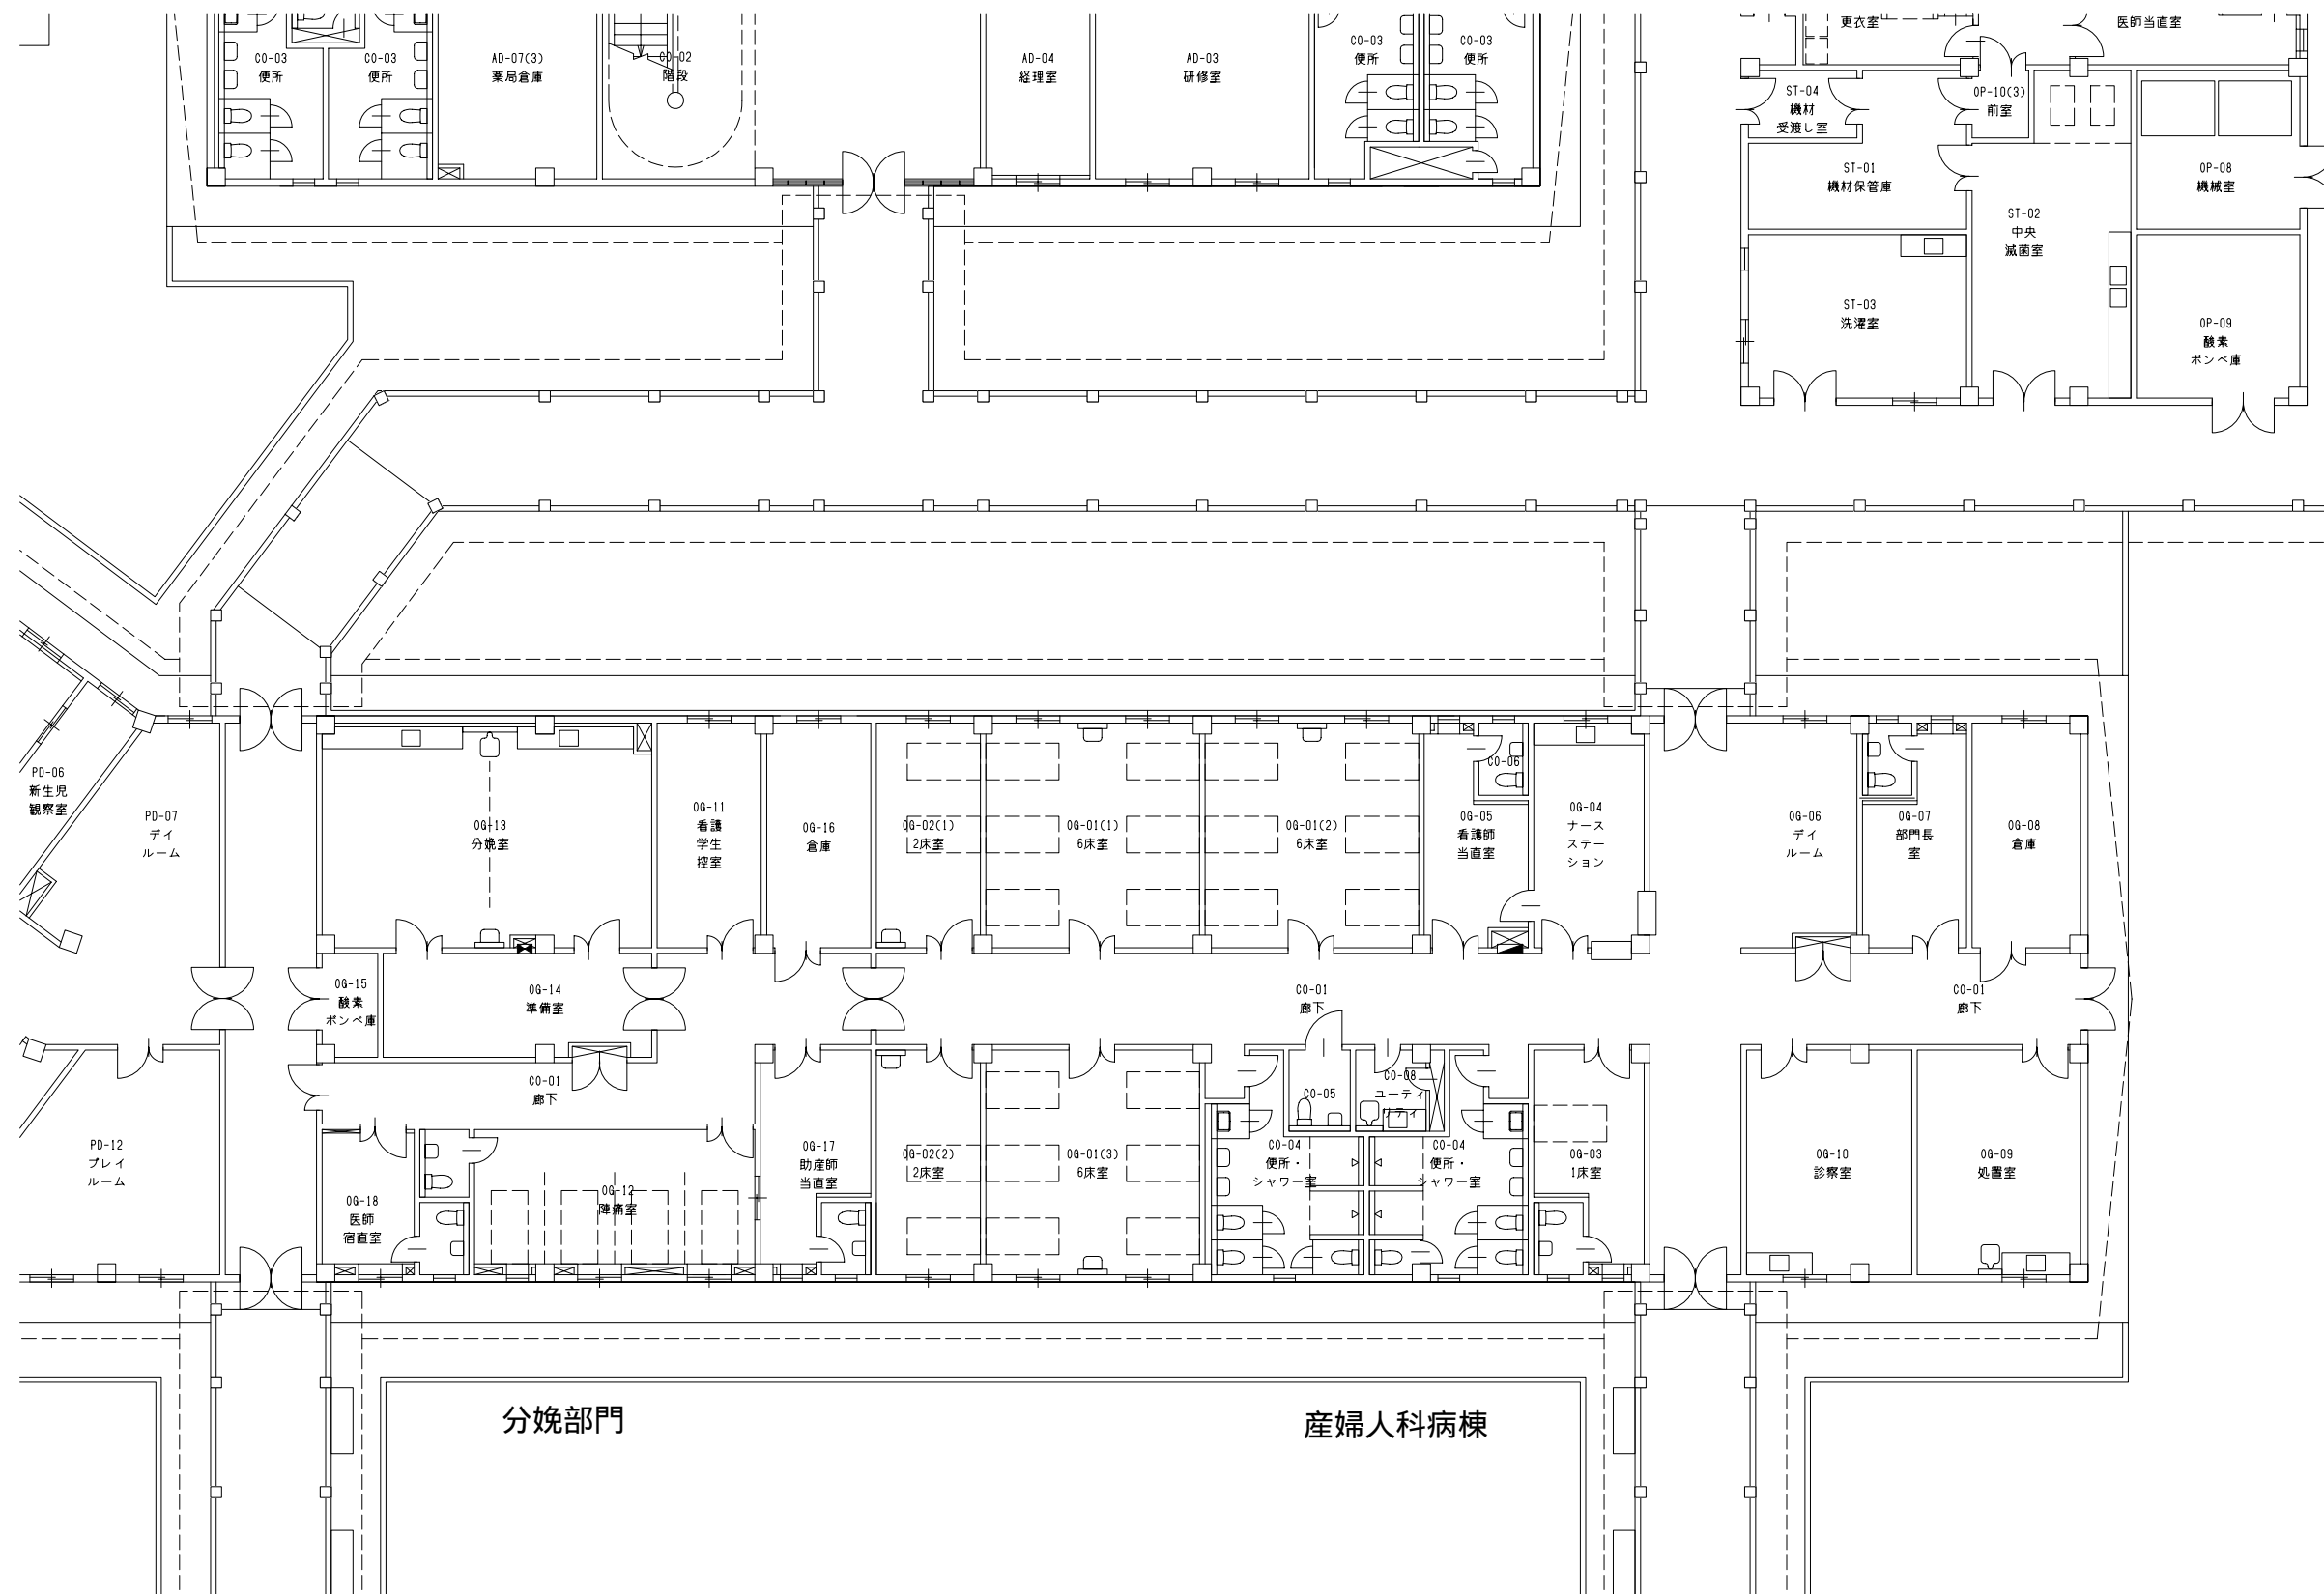 CO-03
便所
CO-03
便所
AD-07(3)
薬局倉庫
CO-02
階段
AD-04
経理室
AD-03
研修室
CO-03
便所
CO-03
便所
更衣室
医師当直室
ST-04
機材
受渡し室
OP-10(3)
前室
ST-01
機材保管庫
OP-08
機械室
ST-02
中央
滅菌室
ST-03
洗濯室
OP-09
酸素
ボンベ庫
PD-06
新生児
観察室
PD-07
デイ
ルーム
OG-13
分娩室
OG-11
看護
学生
控室
OG-16
倉庫
OG-02(1)
2床室
OG-01(1)
6床室
OG-01(2)
6床室
CO-06
OG-05
看護師
当直室
OG-04
ナース
ステー
ション
OG-06
デイ
ルーム
OG-07
部門長
室
OG-08
倉庫
OG-15
酸素
ボンベ庫
OG-14
準備室
CO-01
廊下
CO-01
廊下
CO-01
廊下
PD-12
プレイ
ルーム
OG-18
医師
宿直室
OG-12
陣痛室
OG-17
助産師
当直室
OG-02(2)
2床室
OG-01(3)
6床室
CO-04
便所・
シャワー室
CO-05
CO-08
ユーティ
リティ
CO-04
便所・
シャワー室
OG-03
1床室
OG-10
診察室
OG-09
処置室
分娩部門
産婦人科病棟